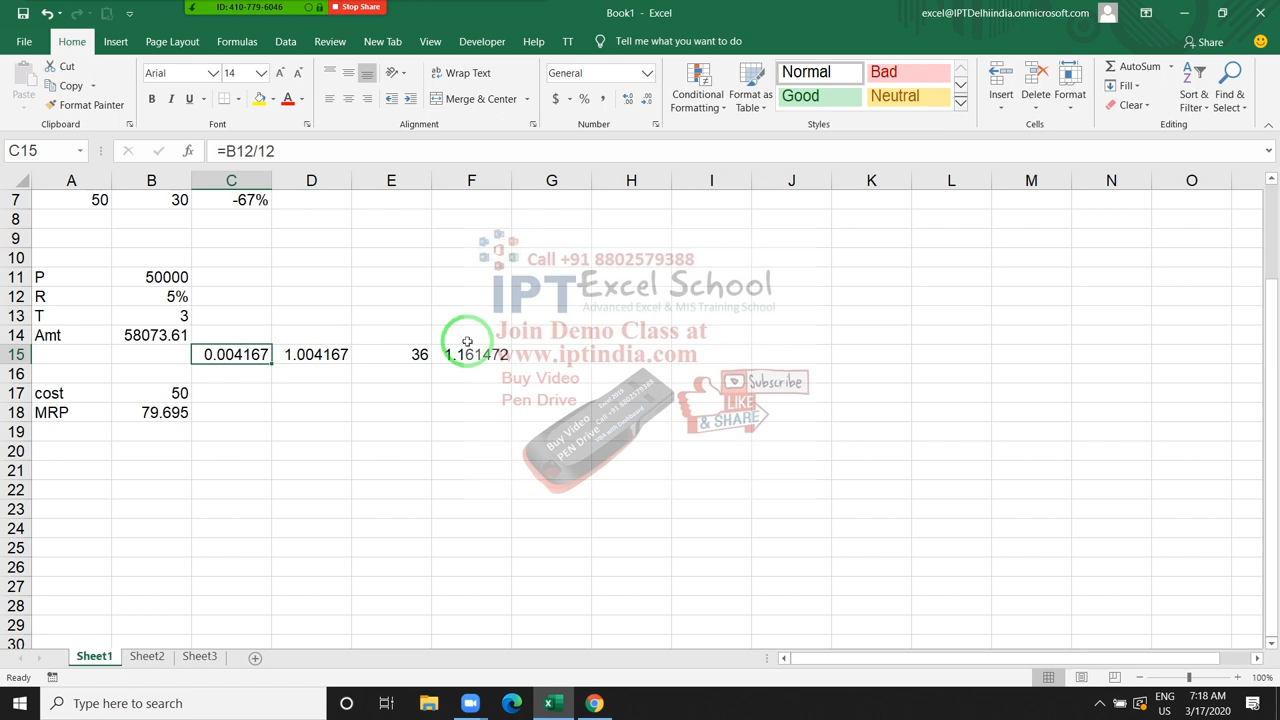 ID: 410-779-6046 Stop Share
Book1 - Excel
excel@IPTDelhiindia.onmicrosoft.com
File Home Insert Page Layout Formulas Data Review New Tab View Developer Help TT Tell me what you want to do Share
Paste Cut Copy Format Painter
Arial 14
B I U A
Wrap Text
Merge & Center
General
$ % ,
Conditional Formatting
Format as Table
Normal Bad
Good Neutral
Insert Delete Format
AutoSum
Fill
Clear
Sort & Filter
Find & Select
Clipboard Font Alignment Number Styles Cells Editing
C15 fx =B12/12
A B C D E F G H I J K L M N O
7 50 30 -67%
8
9
10
11 P 50000
12 R 5%
13 T 3
14 Amt 58073.61
15 0.004167 1.004167 36 1.161472
16
17 cost 50
18 MRP 79.695
19
20
21
22
23
24
25
26
27
28
29
30
Call +91 8802579388
IPT Excel School
Advanced Excel & MIS Training School
Join Demo Class at
www.iptindia.com
Buy Video
Pen Drive
Subscribe
LIKE
& SHARE
Buy Video
PEN Drive
Sheet1 Sheet2 Sheet3
Ready
100%
Type here to search
ENG
US
7:18 AM
3/17/2020